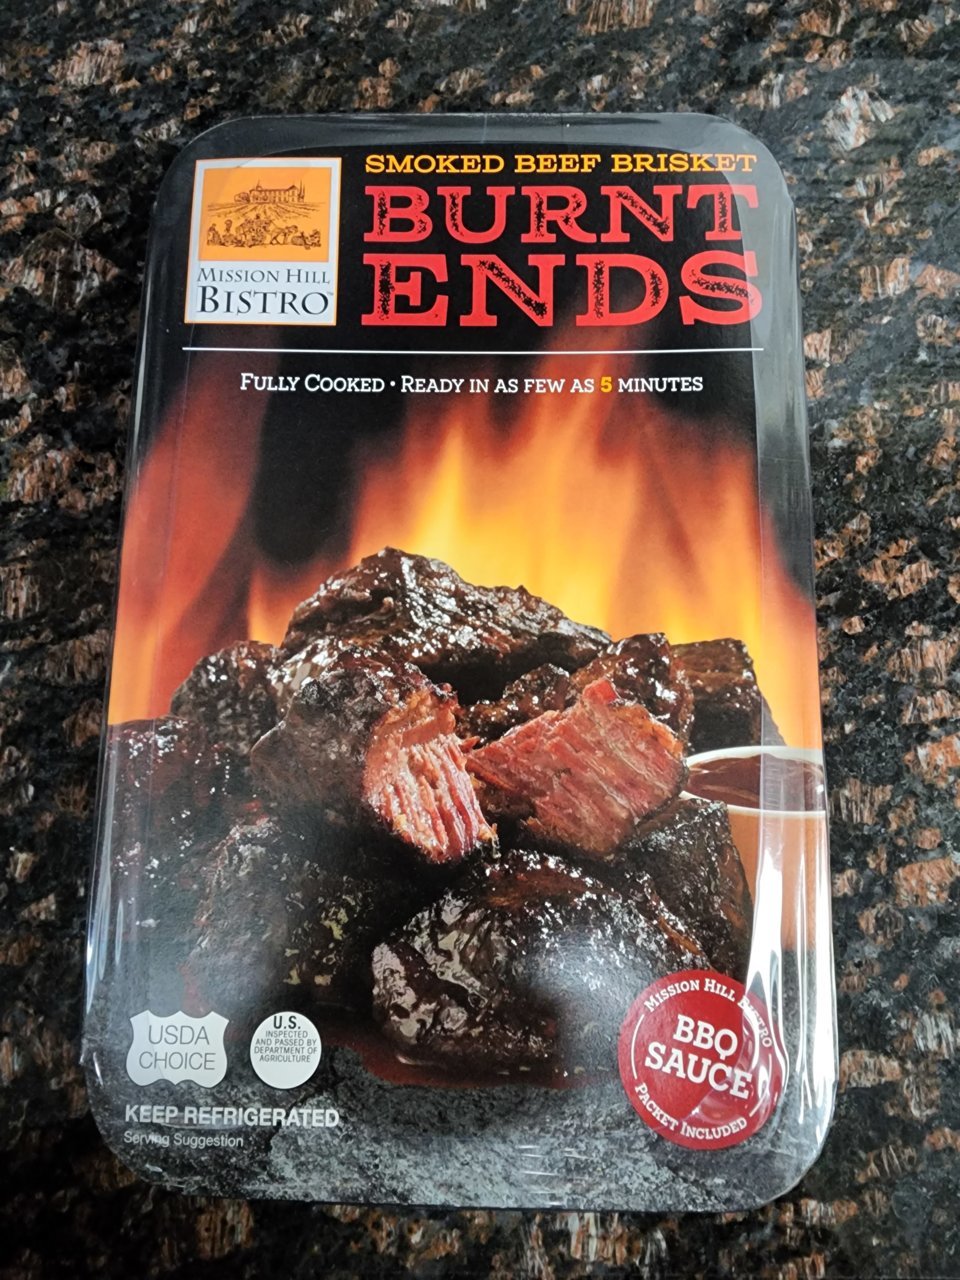 SMOKED BEEF BRISKET
BURNT
ENDS
MISSION HILL
BISTRO™
FULLY COOKED · READY IN AS FEW AS 5 MINUTES
MISSION HILL BISTRO
BBQ
SAUCE
PACKET INCLUDED
USDA
CHOICE
U.S.
INSPECTED
AND PASSED BY
DEPARTMENT OF
AGRICULTURE
KEEP REFRIGERATED
Serving Suggestion